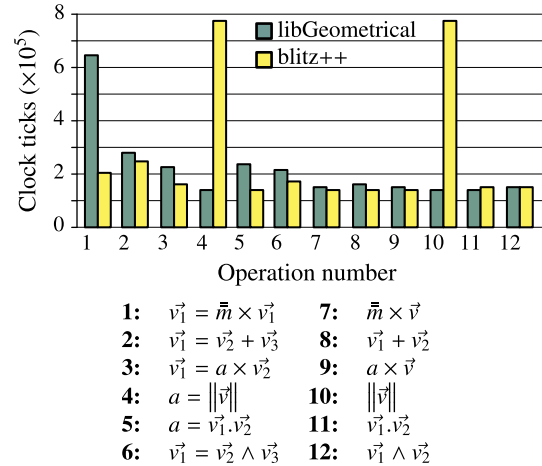 8
6
4
2
0
Clock ticks (×10⁵)
libGeometrical
blitz++
1 2 3 4 5 6 7 8 9 10 11 12
Operation number
1: v⃗₁ = m̿ × v⃗₁
2: v⃗₁ = v⃗₂ + v⃗₃
3: v⃗₁ = a × v⃗₂
4: a = ‖v⃗‖
5: a = v⃗₁.v⃗₂
6: v⃗₁ = v⃗₂ ∧ v⃗₃
7: m̿ × v⃗
8: v⃗₁ + v⃗₂
9: a × v⃗
10: ‖v⃗‖
11: v⃗₁.v⃗₂
12: v⃗₁ ∧ v⃗₂